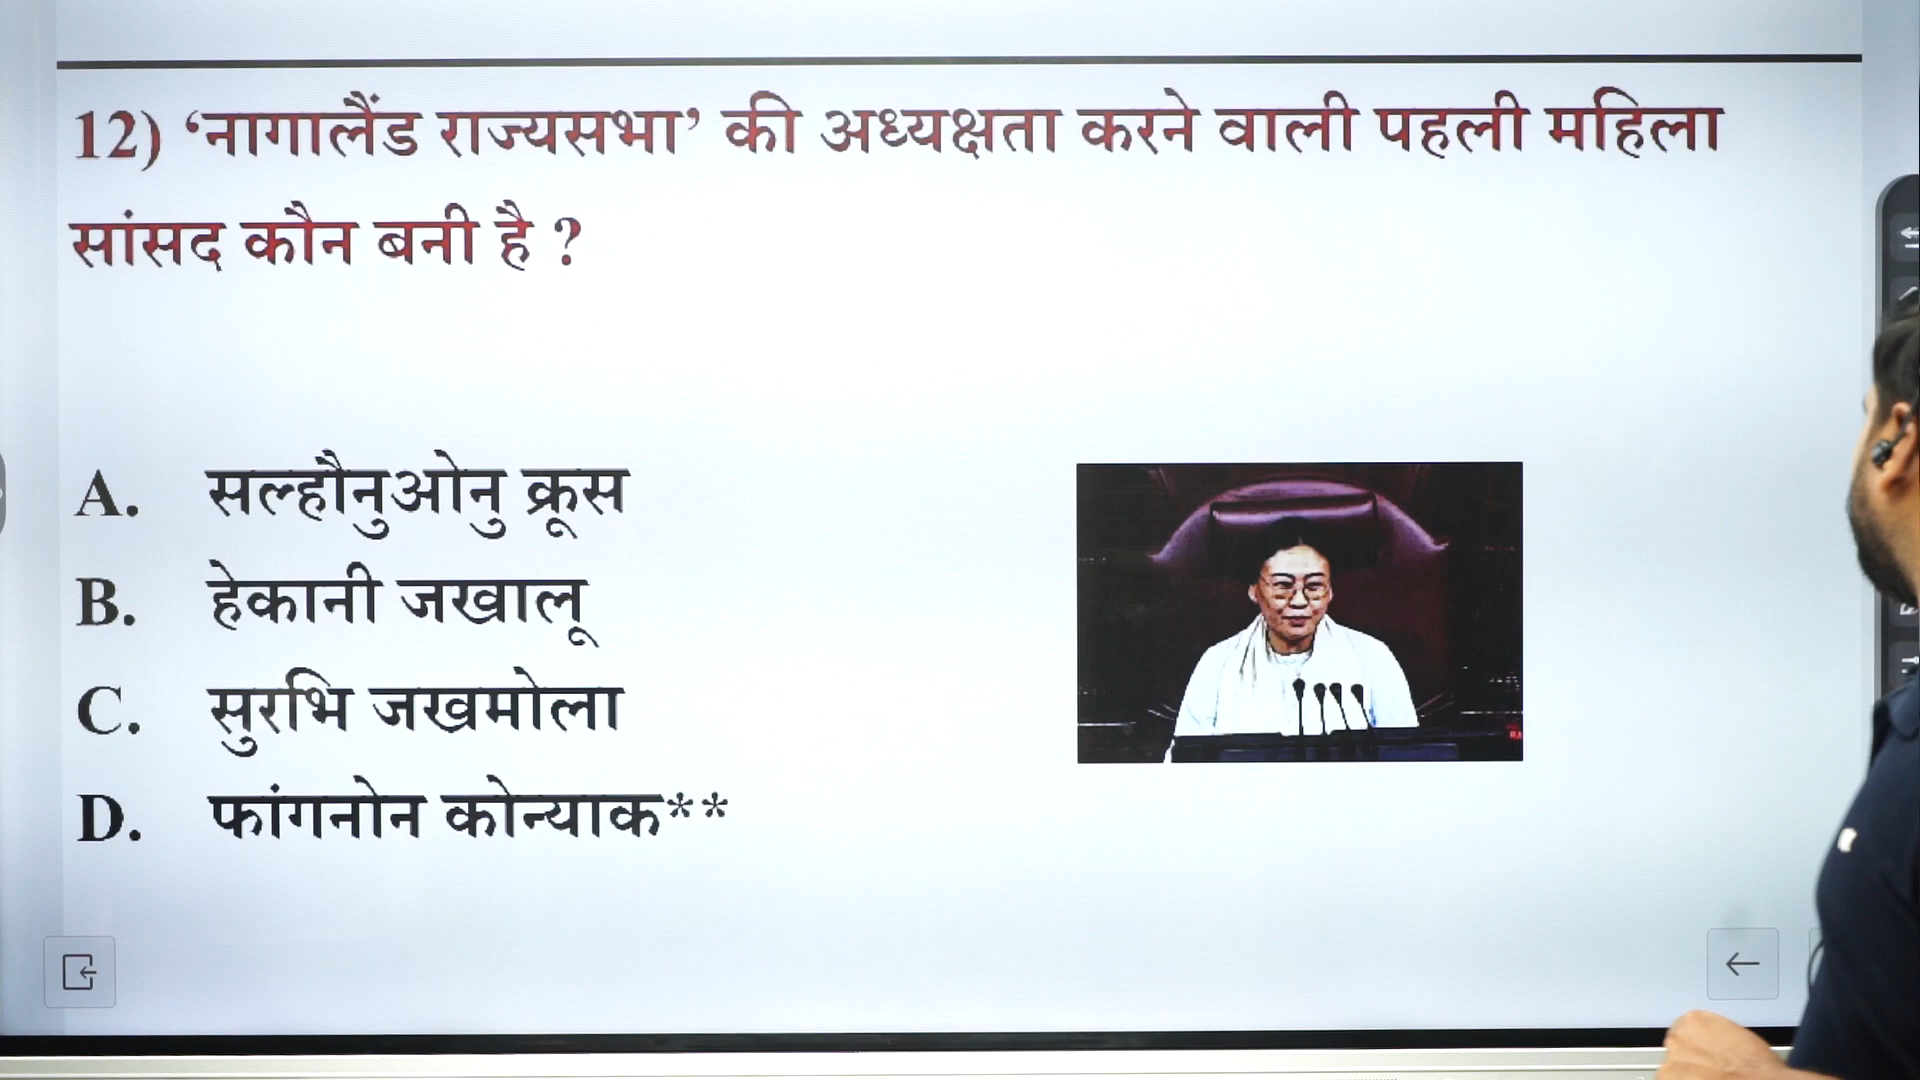 12) ‘नागालैंड राज्यसभा’ की अध्यक्षता करने वाली पहली महिला
सांसद कौन बनी है ?
A. सल्हौनुओनु क्रूस
B. हेकानी जखालू
C. सुरभि जखमोला
D. फांगनोन कोन्याक**